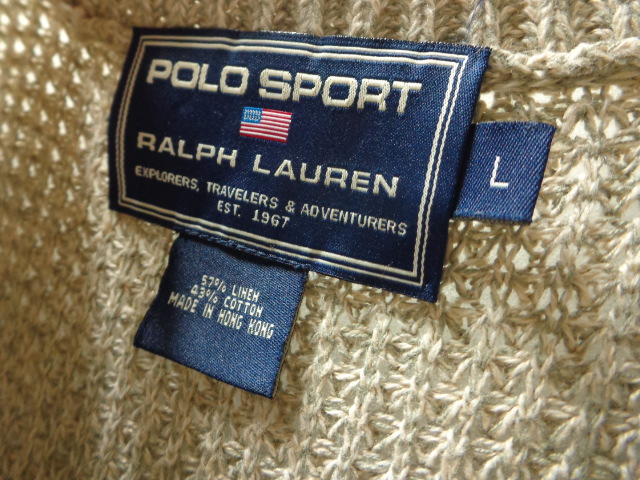 POLO SPORT
RALPH LAUREN
EXPLORERS, TRAVELERS & ADVENTURERS
EST. 1967
L
57% LINEN
43% COTTON
MADE IN HONG KONG